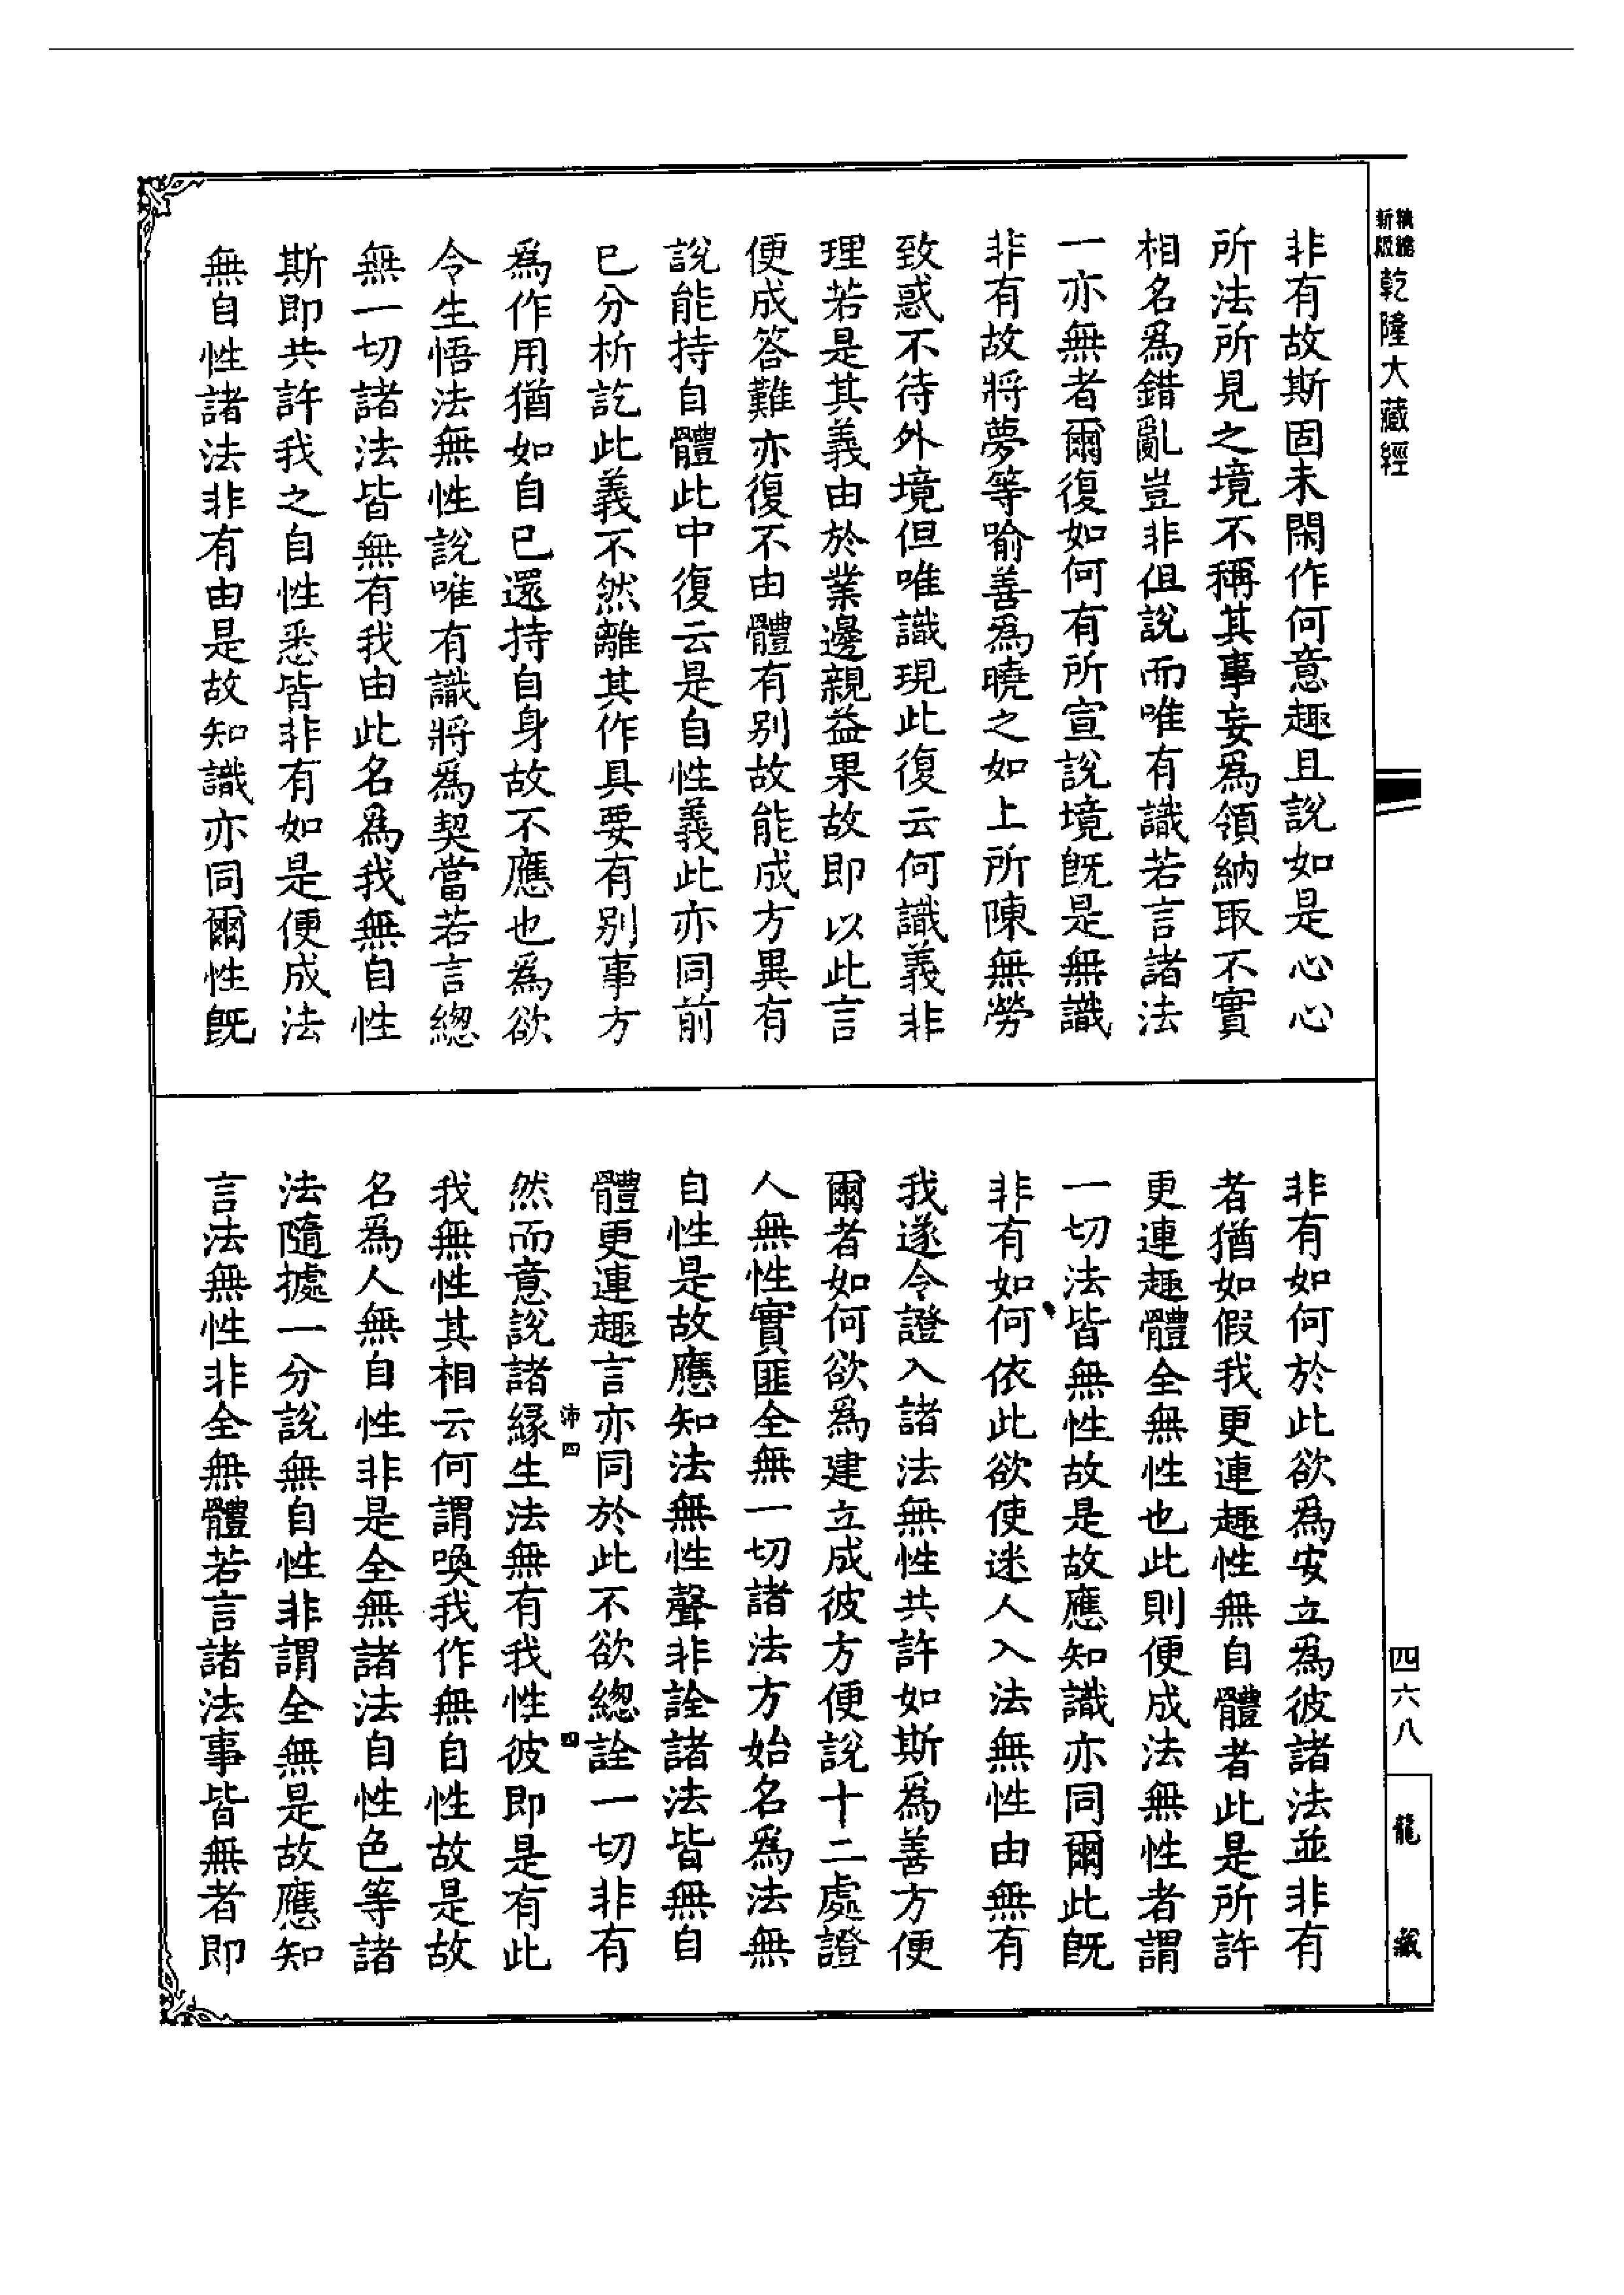 精繕
新版
乾隆大藏經
非有故斯固未閑作何意趣且說如是心心
所法所見之境不稱其事妄爲領納取不實
相名爲錯亂豈非但說而唯有識若言諸法
一亦無者爾復如何有所宣說境旣是無識
非有故將夢等喻善爲曉之如上所陳無勞
致惑不待外境但唯識現此復云何識義非
理若是其義由於業邊親益果故即以此言
便成答難亦復不由體有別故能成方異有
說能持自體此中復云是自性義此亦同前
已分析訖此義不然離其作具要有別事方
爲作用猶如自已還持自身故不應也爲欲
令生悟法無性說唯有識將爲契當若言緫
無一切諸法皆無有我由此名爲我無自性
斯即共許我之自性悉皆非有如是便成法
無自性諸法非有由是故知識亦同爾性旣
非有如何於此欲爲安立爲彼諸法並非有
者猶如假我更連趣性無自體者此是所許
更連趣體全無性也此則便成法無性者謂
一切法皆無性故是故應知識亦同爾此旣
非有如何依此欲使迷人入法無性由無有
我遂令證入諸法無性共許如斯爲善方便
爾者如何欲爲建立成彼方便說十二處證
人無性實匪全無一切諸法方始名爲法無
自性是故應知法無性聲非詮諸法皆無自
體更連趣言亦同於此不欲緫詮一切非有
沛四
四
然而意說諸緣生法無有我性彼即是有此
我無性其相云何謂喚我作無自性故是故
名爲人無自性非是全無諸法自性色等諸
法隨據一分說無自性非謂全無是故應知
言法無性非全無體若言諸法事皆無者即
四六八
龍藏